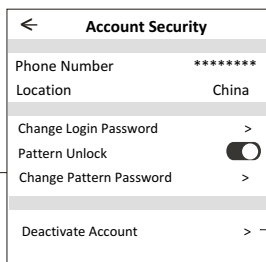 ← Account Security
Phone Number ********
Location China
Change Login Password >
Pattern Unlock
Change Pattern Password >
Deactivate Account >